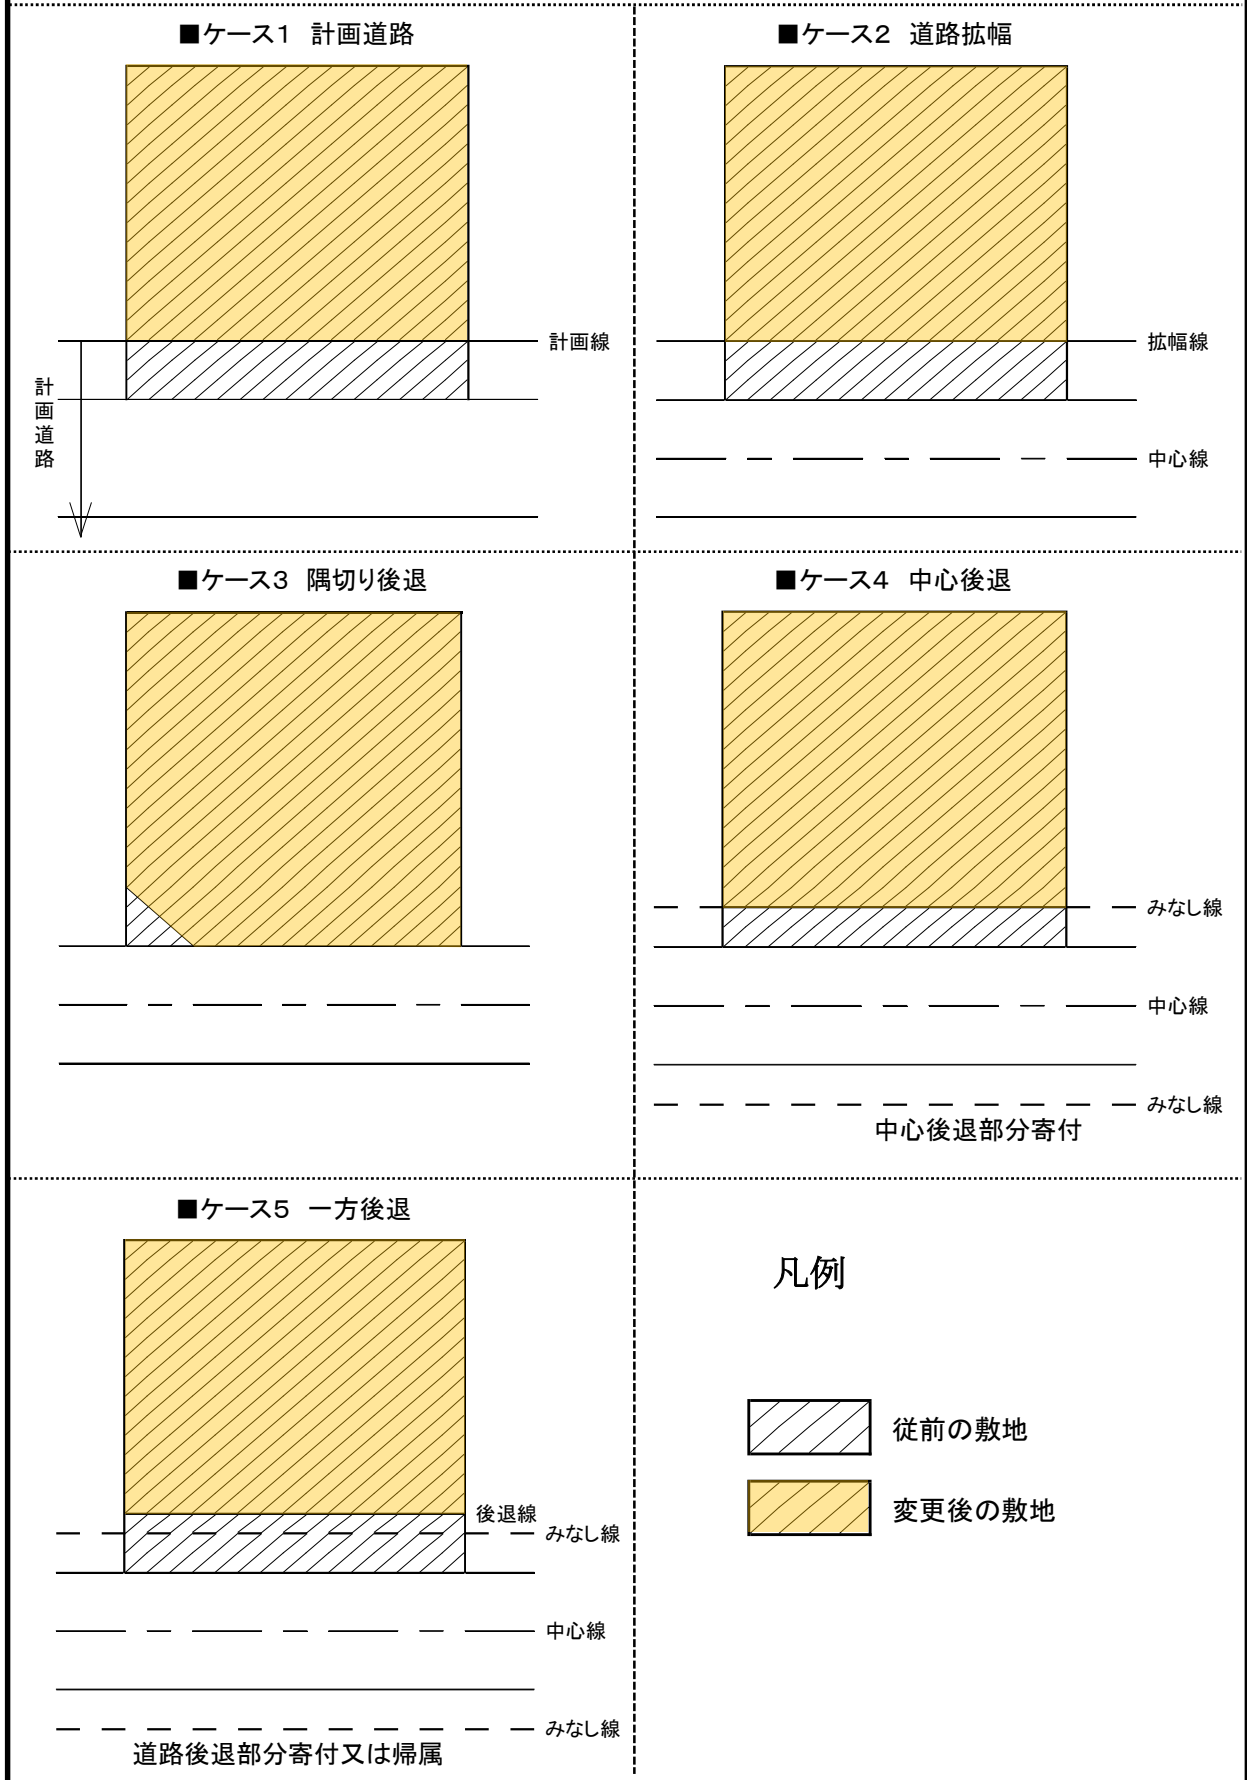 ■ケース1 計画道路
計画線
計画道路
■ケース2 道路拡幅
拡幅線
中心線
■ケース3 隅切り後退
■ケース4 中心後退
みなし線
中心線
みなし線
中心後退部分寄付
■ケース5 一方後退
後退線
みなし線
中心線
みなし線
道路後退部分寄付又は帰属
凡例
従前の敷地
変更後の敷地